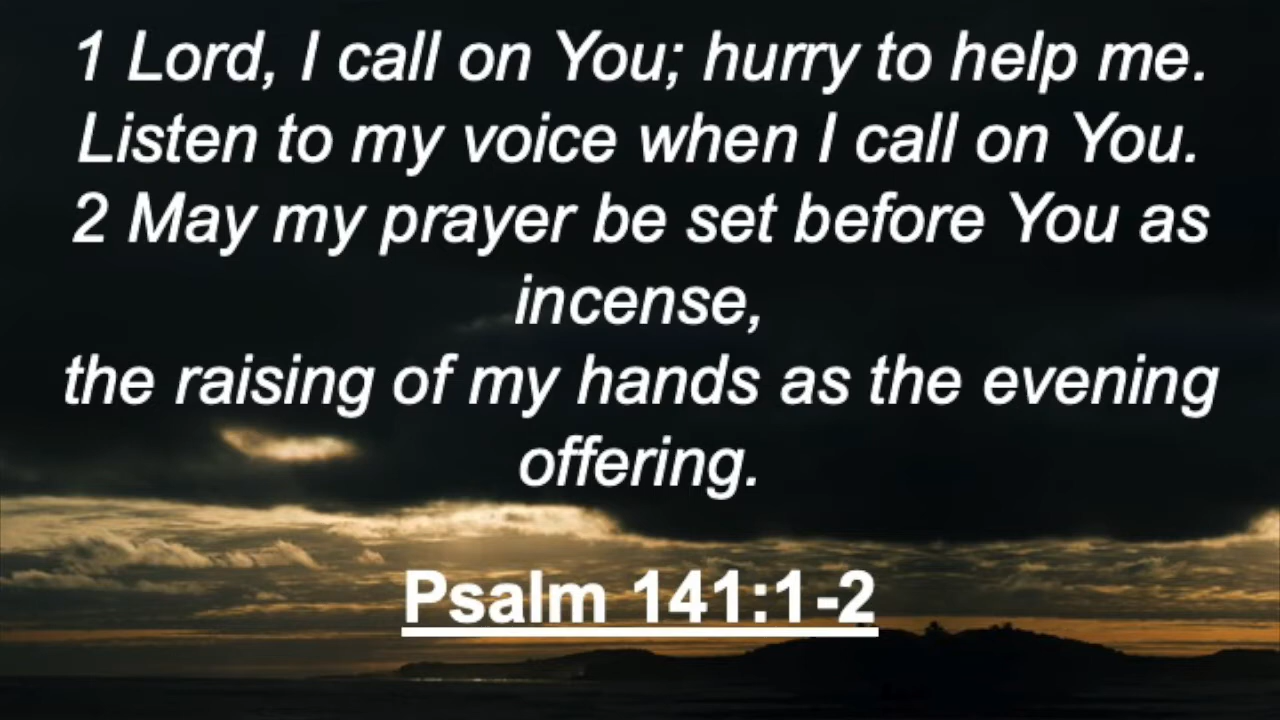 1 Lord, I call on You; hurry to help me.
Listen to my voice when I call on You.
2 May my prayer be set before You as
incense,
the raising of my hands as the evening
offering.
Psalm 141:1-2